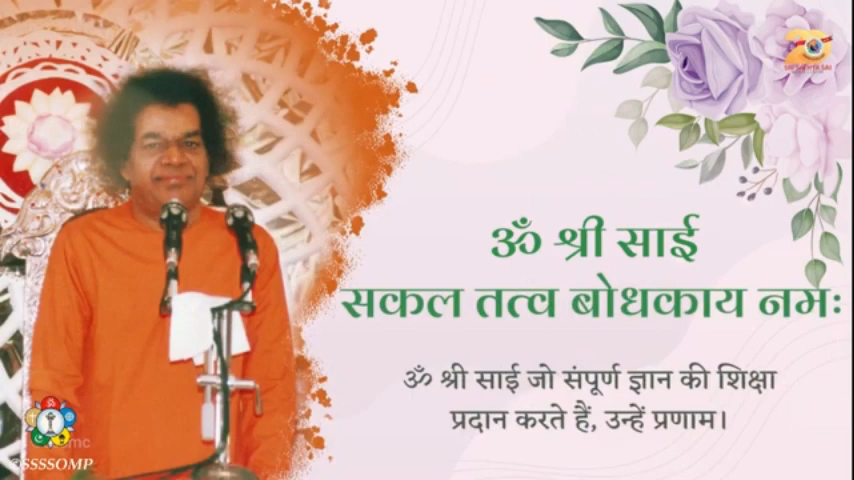 ॐ श्री साई
सकल तत्व बोधकाय नमः
ॐ श्री साई जो संपूर्ण ज्ञान की शिक्षा
प्रदान करते हैं, उन्हें प्रणाम।
@SSSSOMP